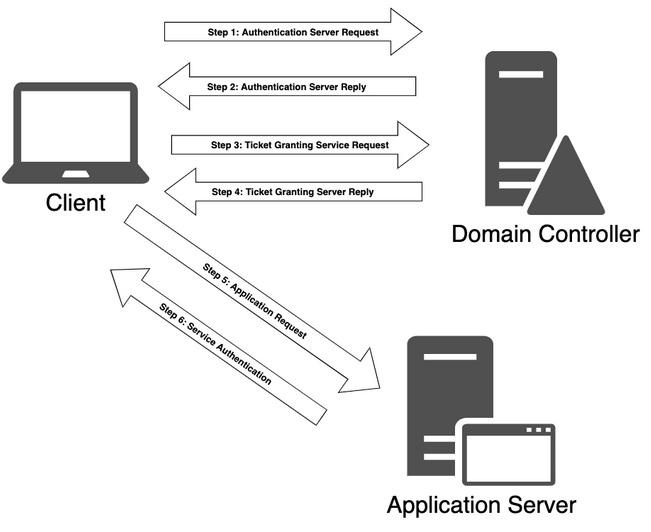 Step 1: Authentication Server Request
Step 2: Authentication Server Reply
Step 3: Ticket Granting Service Request
Step 4: Ticket Granting Server Reply
Client
Domain Controller
Step 5: Application Request
Step 6: Service Authentication
Application Server